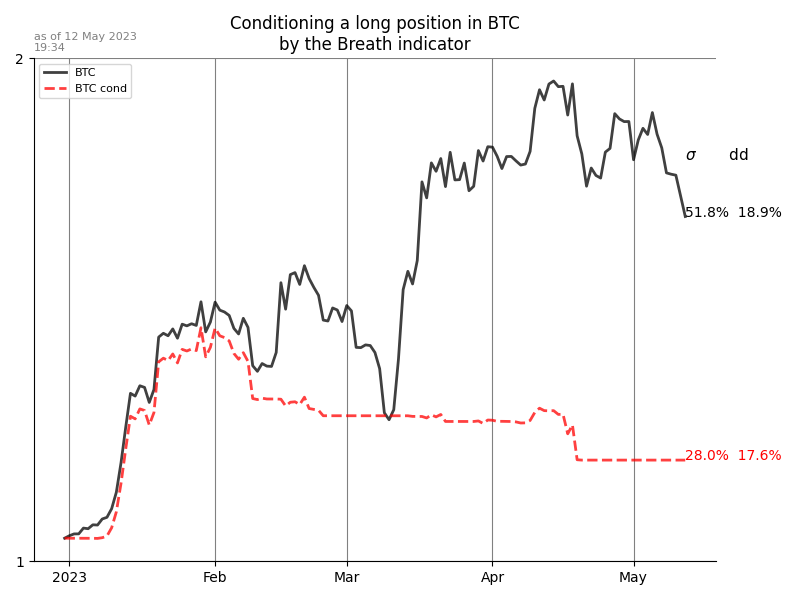 Conditioning a long position in BTC
by the Breath indicator
as of 12 May 2023
19:34
2
BTC
BTC cond
σ dd
51.8% 18.9%
28.0% 17.6%
1
2023 Feb Mar Apr May